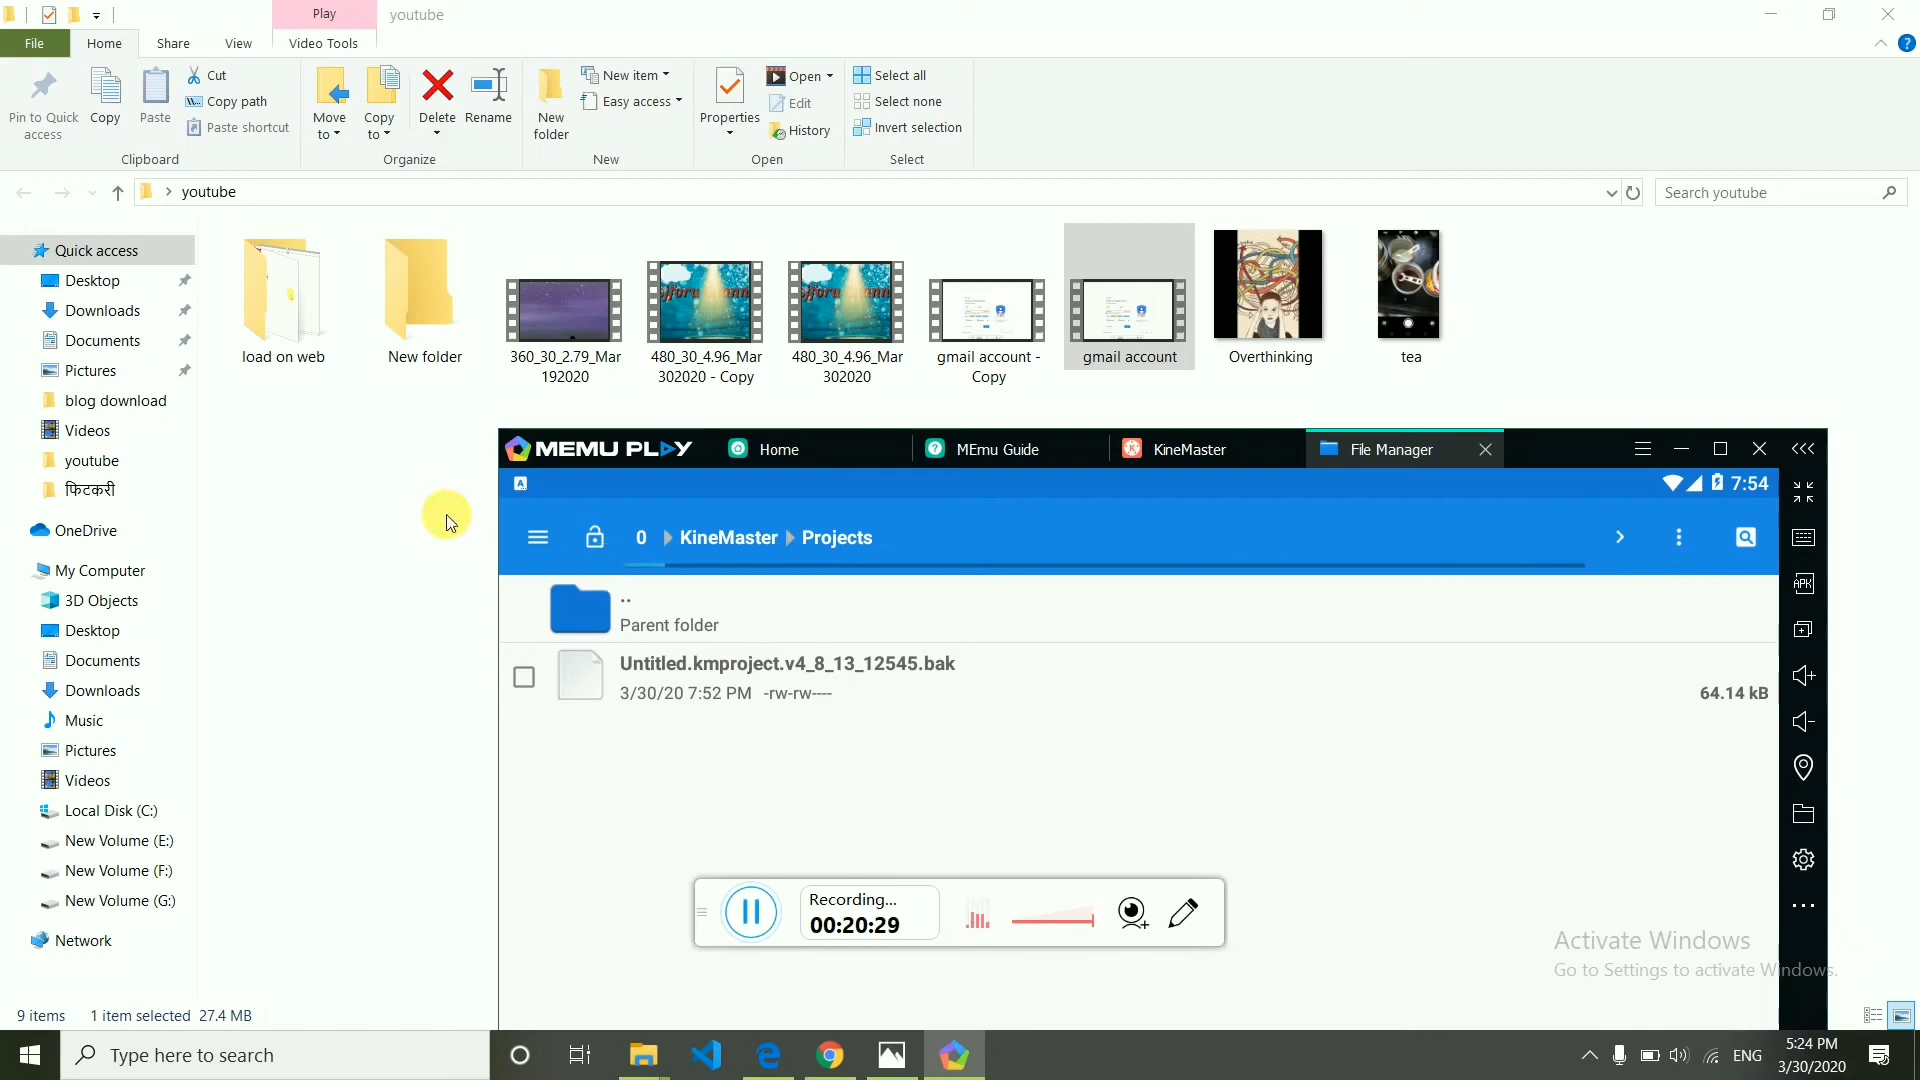 Play
youtube
File
Home
Share
View
Video Tools
Pin to Quick access
Copy
Paste
Cut
Copy path
Paste shortcut
Clipboard
Move to
Copy to
Delete
Rename
Organize
New folder
New item
Easy access
New
Properties
Open
Edit
History
Open
Select all
Select none
Invert selection
Select
youtube
Search youtube
Quick access
Desktop
Downloads
Documents
Pictures
blog download
Videos
youtube
फिटकरी
OneDrive
My Computer
3D Objects
Desktop
Documents
Downloads
Music
Pictures
Videos
Local Disk (C:)
New Volume (E:)
New Volume (F:)
New Volume (G:)
Network
load on web
New folder
360_30_2.79_Mar
192020
480_30_4.96_Mar
302020 - Copy
480_30_4.96_Mar
302020
gmail account -
Copy
gmail account
Overthinking
tea
MEMU PLAY
Home
MEmu Guide
KineMaster
File Manager
A
7:54
0
KineMaster
Projects
..
Parent folder
Untitled.kmproject.v4_8_13_12545.bak
3/30/20 7:52 PM -rw-rw----
64.14 kB
APK
Recording...
00:20:29
Activate Windows
Go to Settings to activate Windows.
9 items
1 item selected 27.4 MB
Type here to search
ENG
5:24 PM
3/30/2020